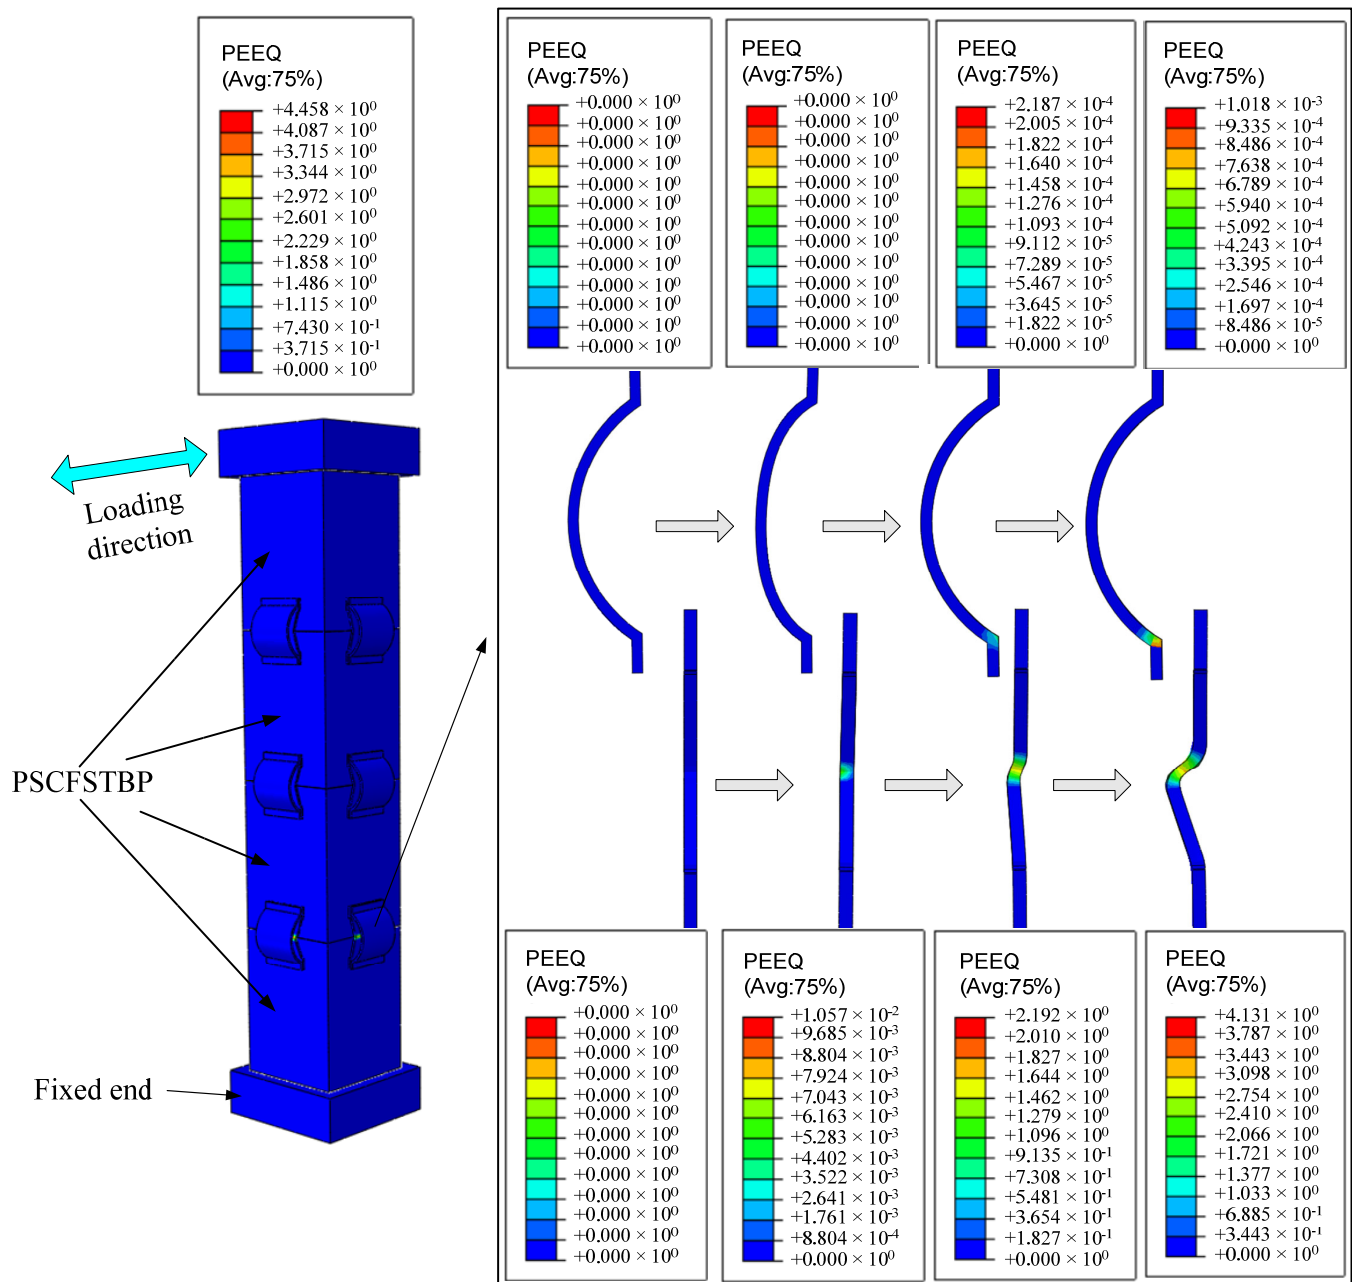 PEEQ
(Avg:75%)
+4.458 × 10⁰
+4.087 × 10⁰
+3.715 × 10⁰
+3.344 × 10⁰
+2.972 × 10⁰
+2.601 × 10⁰
+2.229 × 10⁰
+1.858 × 10⁰
+1.486 × 10⁰
+1.115 × 10⁰
+7.430 × 10⁻¹
+3.715 × 10⁻¹
+0.000 × 10⁰
Loading
direction
PSCFSTBP
Fixed end
PEEQ
(Avg:75%)
+0.000 × 10⁰
+0.000 × 10⁰
+0.000 × 10⁰
+0.000 × 10⁰
+0.000 × 10⁰
+0.000 × 10⁰
+0.000 × 10⁰
+0.000 × 10⁰
+0.000 × 10⁰
+0.000 × 10⁰
+0.000 × 10⁰
+0.000 × 10⁰
+0.000 × 10⁰
PEEQ
(Avg:75%)
+0.000 × 10⁰
+0.000 × 10⁰
+0.000 × 10⁰
+0.000 × 10⁰
+0.000 × 10⁰
+0.000 × 10⁰
+0.000 × 10⁰
+0.000 × 10⁰
+0.000 × 10⁰
+0.000 × 10⁰
+0.000 × 10⁰
+0.000 × 10⁰
+0.000 × 10⁰
PEEQ
(Avg:75%)
+2.187 × 10⁻⁴
+2.005 × 10⁻⁴
+1.822 × 10⁻⁴
+1.640 × 10⁻⁴
+1.458 × 10⁻⁴
+1.276 × 10⁻⁴
+1.093 × 10⁻⁴
+9.112 × 10⁻⁵
+7.289 × 10⁻⁵
+5.467 × 10⁻⁵
+3.645 × 10⁻⁵
+1.822 × 10⁻⁵
+0.000 × 10⁰
PEEQ
(Avg:75%)
+1.018 × 10⁻³
+9.335 × 10⁻⁴
+8.486 × 10⁻⁴
+7.638 × 10⁻⁴
+6.789 × 10⁻⁴
+5.940 × 10⁻⁴
+5.092 × 10⁻⁴
+4.243 × 10⁻⁴
+3.395 × 10⁻⁴
+2.546 × 10⁻⁴
+1.697 × 10⁻⁴
+8.486 × 10⁻⁵
+0.000 × 10⁰
PEEQ
(Avg:75%)
+0.000 × 10⁰
+0.000 × 10⁰
+0.000 × 10⁰
+0.000 × 10⁰
+0.000 × 10⁰
+0.000 × 10⁰
+0.000 × 10⁰
+0.000 × 10⁰
+0.000 × 10⁰
+0.000 × 10⁰
+0.000 × 10⁰
+0.000 × 10⁰
+0.000 × 10⁰
PEEQ
(Avg:75%)
+1.057 × 10⁻²
+9.685 × 10⁻³
+8.804 × 10⁻³
+7.924 × 10⁻³
+7.043 × 10⁻³
+6.163 × 10⁻³
+5.283 × 10⁻³
+4.402 × 10⁻³
+3.522 × 10⁻³
+2.641 × 10⁻³
+1.761 × 10⁻³
+8.804 × 10⁻⁴
+0.000 × 10⁰
PEEQ
(Avg:75%)
+2.192 × 10⁰
+2.010 × 10⁰
+1.827 × 10⁰
+1.644 × 10⁰
+1.462 × 10⁰
+1.279 × 10⁰
+1.096 × 10⁰
+9.135 × 10⁻¹
+7.308 × 10⁻¹
+5.481 × 10⁻¹
+3.654 × 10⁻¹
+1.827 × 10⁻¹
+0.000 × 10⁰
PEEQ
(Avg:75%)
+4.131 × 10⁰
+3.787 × 10⁰
+3.443 × 10⁰
+3.098 × 10⁰
+2.754 × 10⁰
+2.410 × 10⁰
+2.066 × 10⁰
+1.721 × 10⁰
+1.377 × 10⁰
+1.033 × 10⁰
+6.885 × 10⁻¹
+3.443 × 10⁻¹
+0.000 × 10⁰